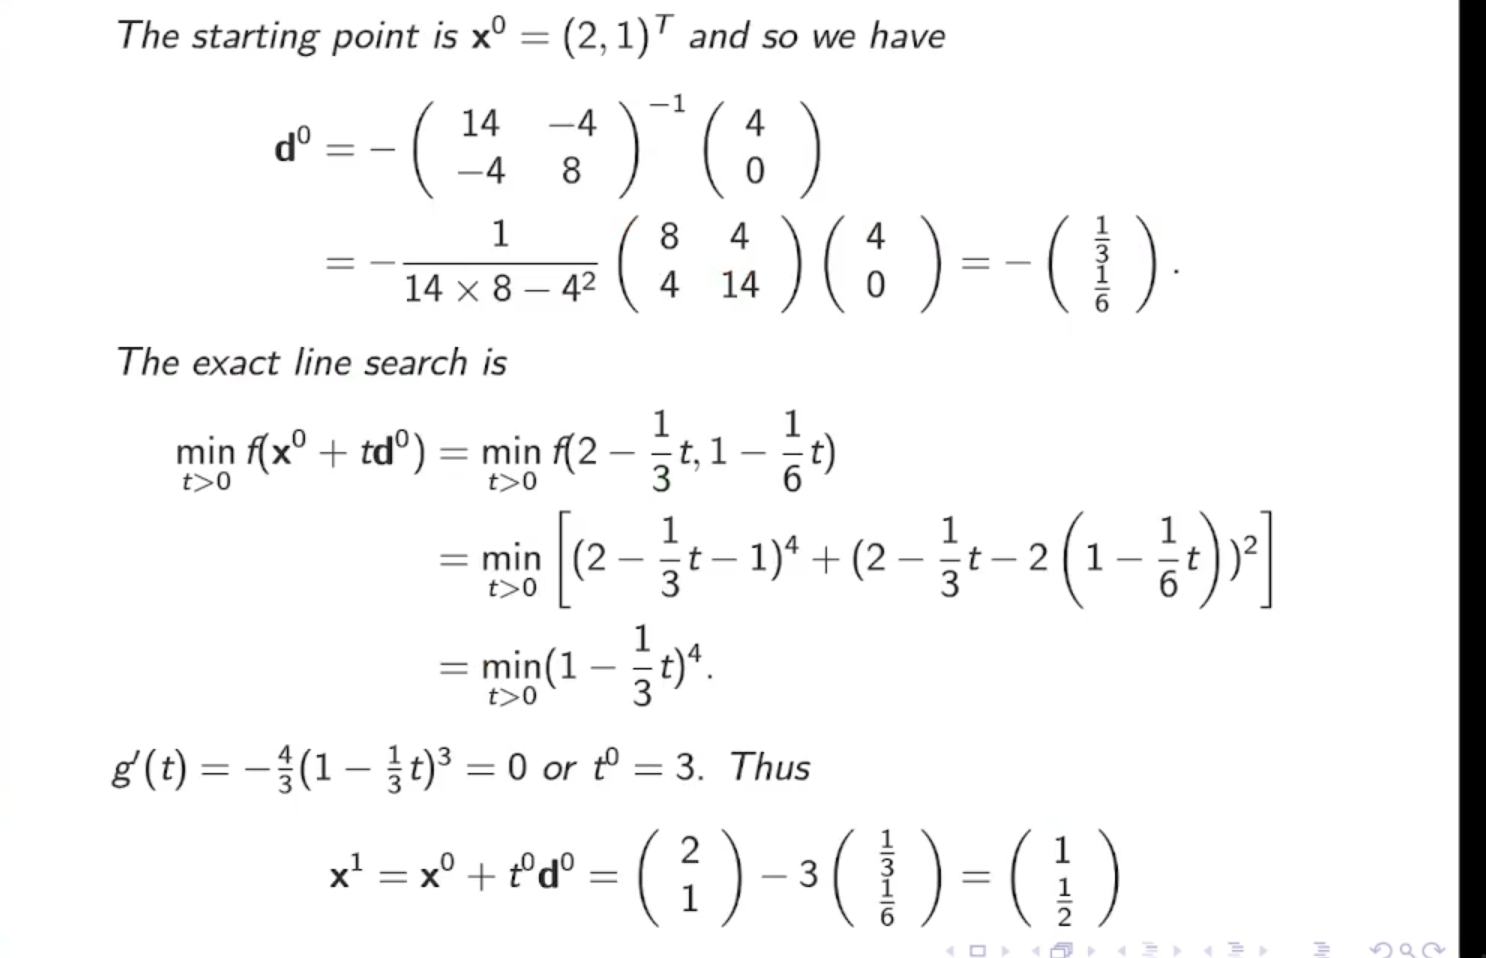 The starting point is x⁰ = (2, 1)ᵀ and so we have
d⁰ = − ( 14 −4 ; −4 8 )⁻¹ ( 4 ; 0 )
= − 1/(14 × 8 − 4²) ( 8 4 ; 4 14 ) ( 4 ; 0 ) = − ( 1/3 ; 1/6 ) .
The exact line search is
min_{t>0} f(x⁰ + td⁰) = min_{t>0} f(2 − 1/3 t, 1 − 1/6 t)
= min_{t>0} [ (2 − 1/3 t − 1)⁴ + (2 − 1/3 t − 2 ( 1 − 1/6 t ) )² ]
= min_{t>0} (1 − 1/3 t)⁴.
g′(t) = −4/3 (1 − 1/3 t)³ = 0 or t⁰ = 3. Thus
x¹ = x⁰ + t⁰d⁰ = ( 2 ; 1 ) − 3 ( 1/3 ; 1/6 ) = ( 1 ; 1/2 )